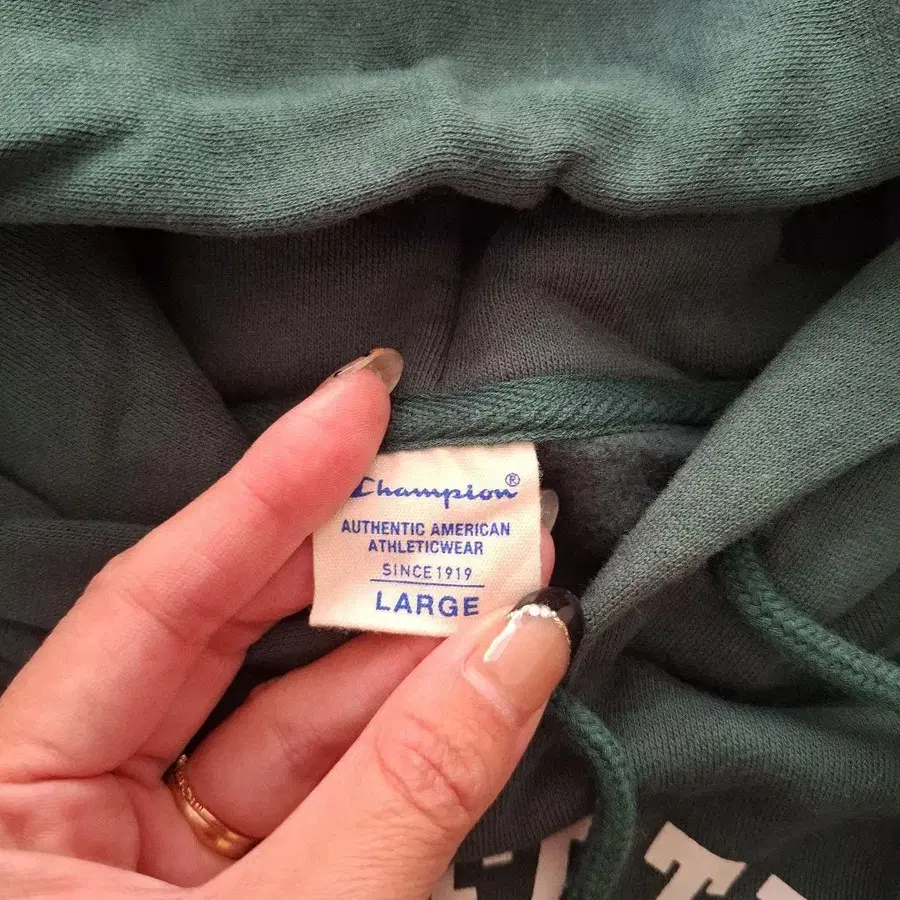 Champion®
AUTHENTIC AMERICAN
ATHLETICWEAR
SINCE 1919
LARGE